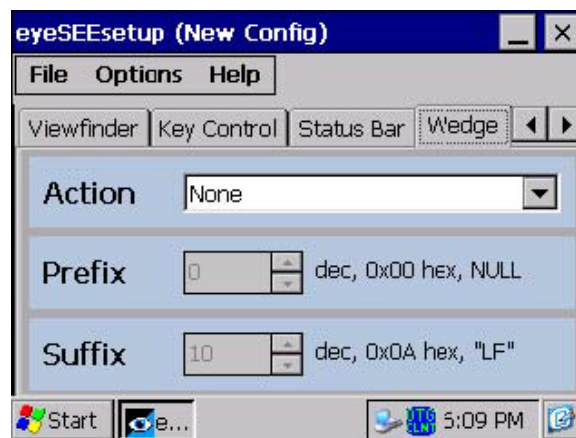 eyeSEEsetup (New Config)
File Options Help
Viewfinder Key Control Status Bar Wedge
Action None
Prefix 0 dec, 0x00 hex, NULL
Suffix 10 dec, 0x0A hex, "LF"
Start e... 5:09 PM